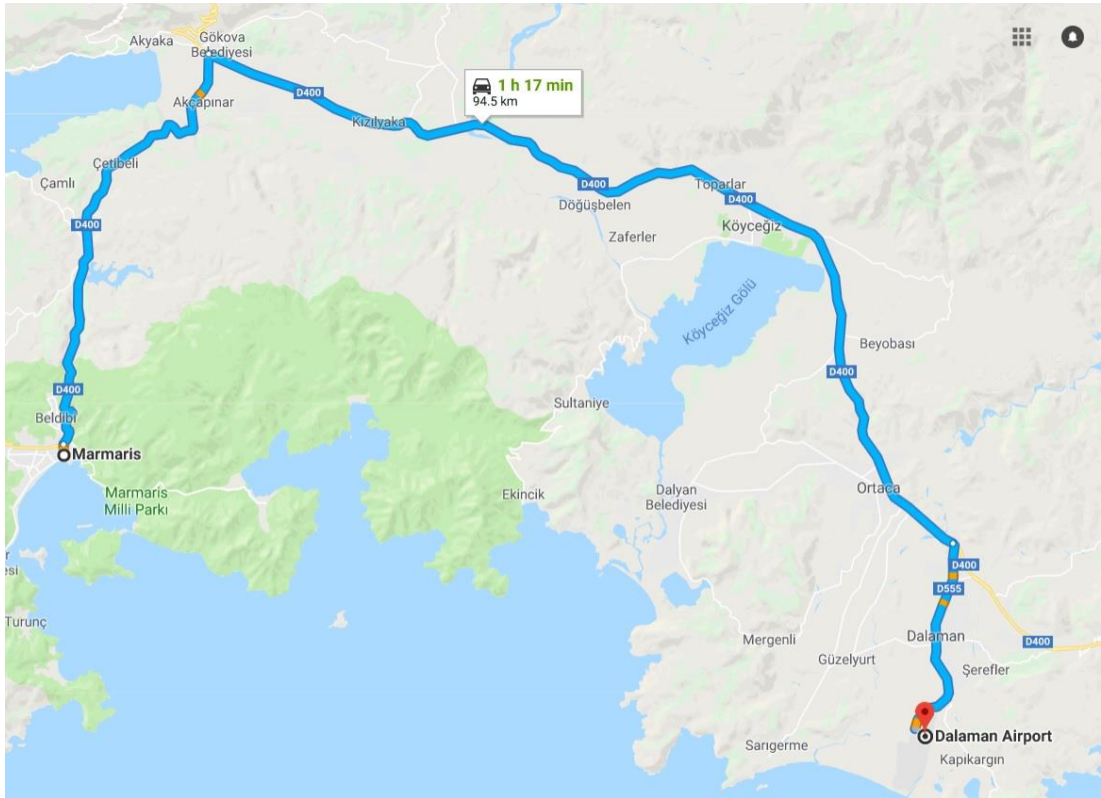 Akyaka
Gökova
Belediyesi
Akçapınar
D400
1 h 17 min
94.5 km
Kızılyaka
Çetibeli
Çamlı
D400
D400
Döğüşbelen
Toparlar
D400
Köyceğiz
Zaferler
Köyceğiz Gölü
Beyobası
D400
D400
Beldibi
Marmaris
Sultaniye
Marmaris
Milli Parkı
Ekincik
Dalyan
Belediyesi
Ortaca
D400
D555
Turunç
Mergenli
Dalaman
D400
Güzelyurt
Şerefler
Sarıgerme
Dalaman Airport
Kapikargın